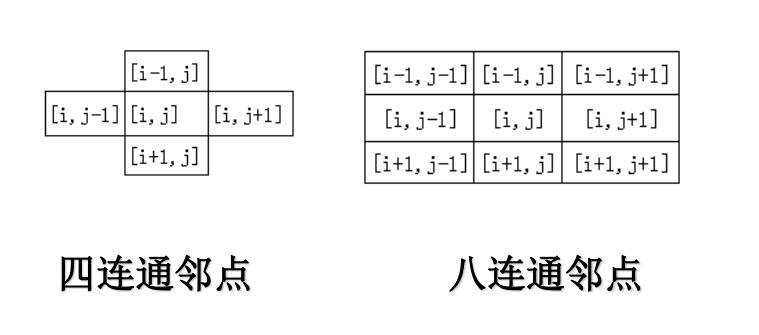 [i-1, j]
[i, j-1] [i, j] [i, j+1]
[i+1, j]
[i-1, j-1] [i-1, j] [i-1, j+1]
[i, j-1] [i, j] [i, j+1]
[i+1, j-1] [i+1, j] [i+1, j+1]
四连通邻点
八连通邻点